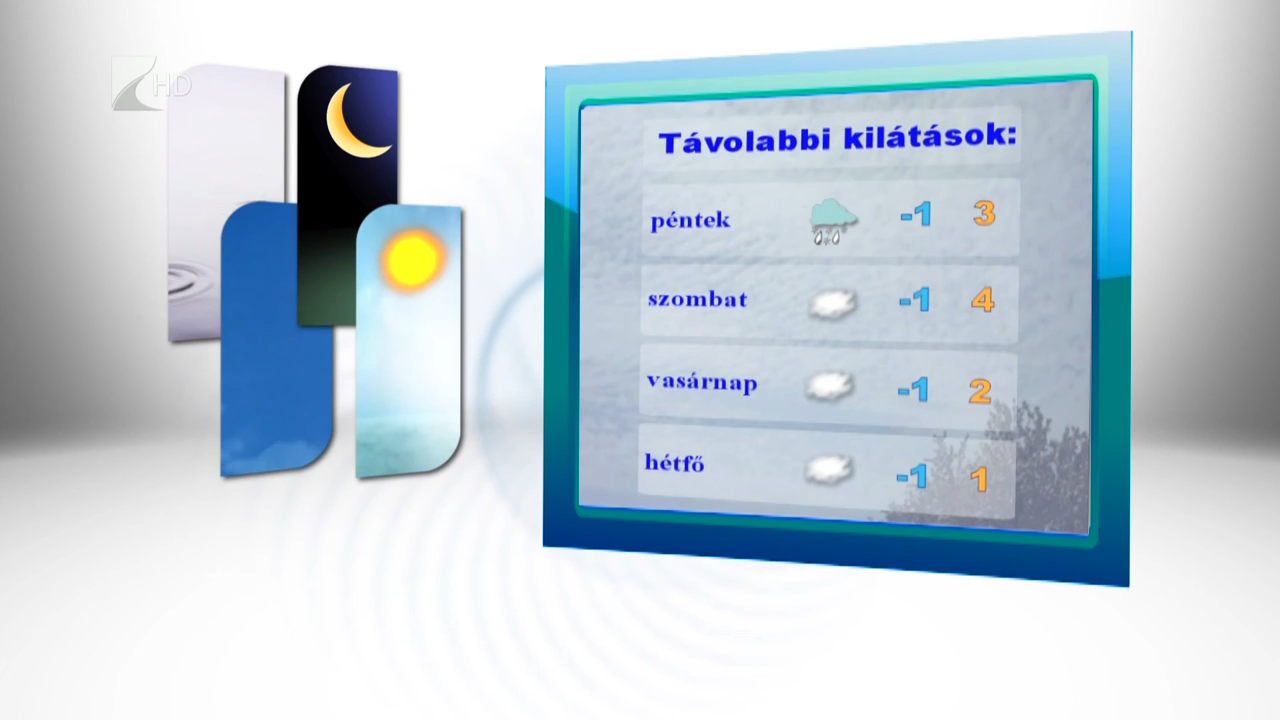 HD
Távolabbi kilátások:
péntek -1 3
szombat -1 4
vasárnap -1 2
hétfő -1 1